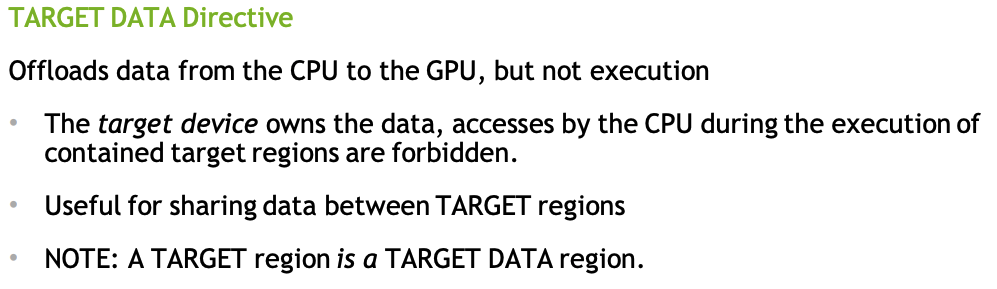 TARGET DATA Directive
Offloads data from the CPU to the GPU, but not execution
• The target device owns the data, accesses by the CPU during the execution of
contained target regions are forbidden.
• Useful for sharing data between TARGET regions
• NOTE: A TARGET region is a TARGET DATA region.